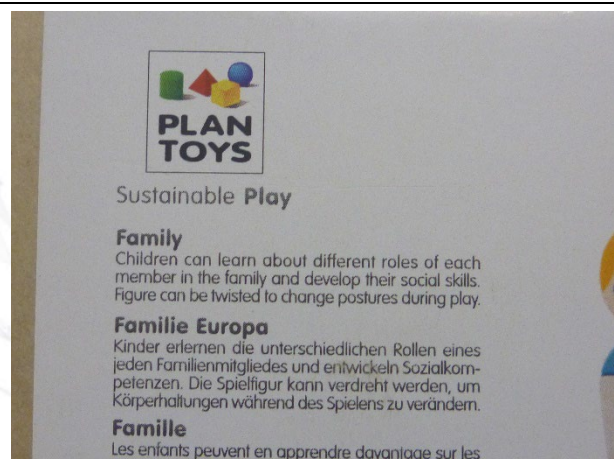 PLAN
TOYS
Sustainable Play
Family
Children can learn about different roles of each
member in the family and develop their social skills.
Figure can be twisted to change postures during play.
Familie Europa
Kinder erlernen die unterschiedlichen Rollen eines
jeden Familienmitgliedes und entwickeln Sozialkom-
petenzen. Die Spielfigur kann verdreht werden, um
Körperhaltungen während des Spielens zu verändern.
Famille
Les enfants peuvent en apprendre davantage sur les